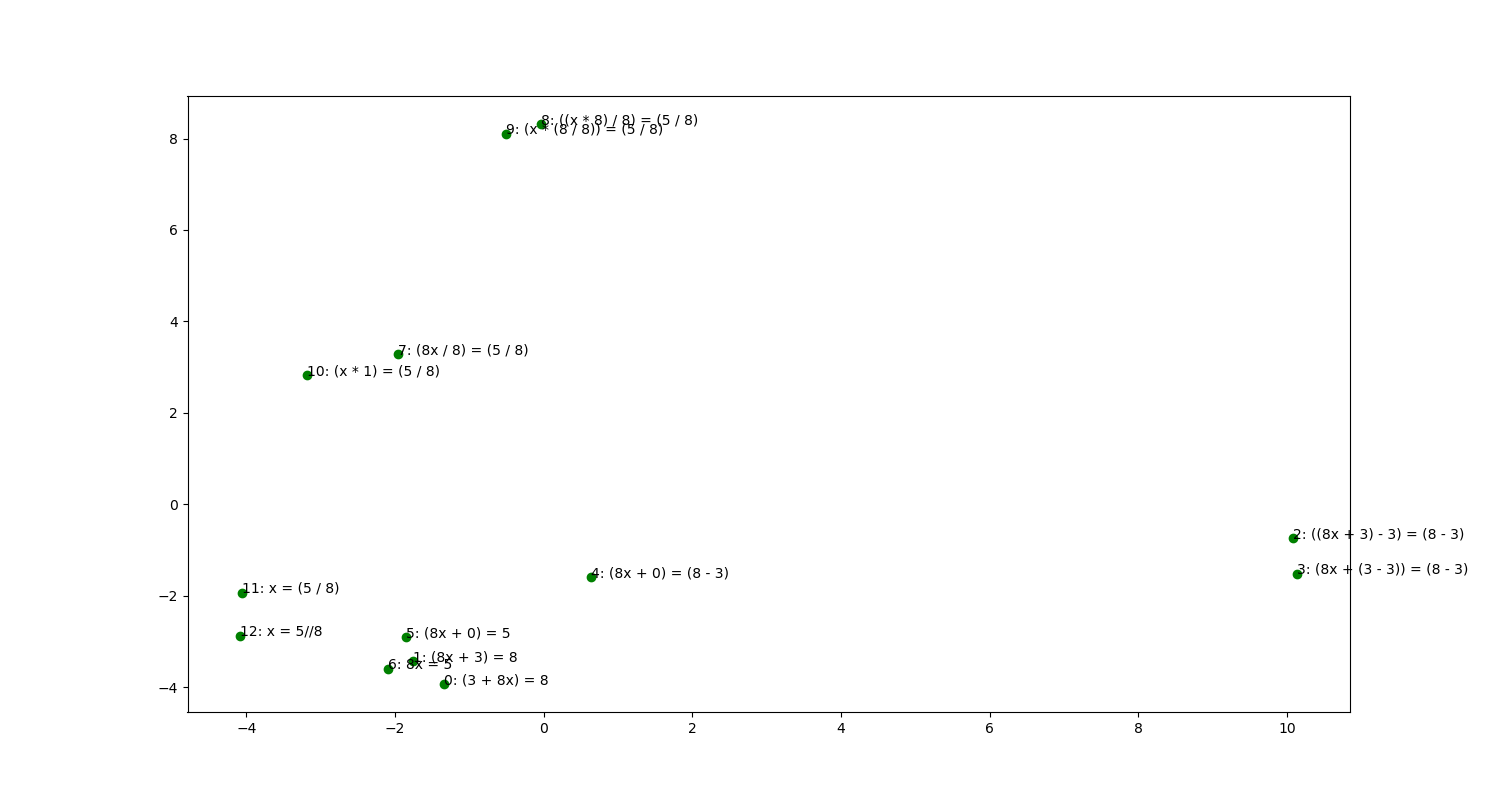 8: ((x * 8) / 8) = (5 / 8)
9: (x * (8 / 8)) = (5 / 8)
8
6
4
7: (8x / 8) = (5 / 8)
10: (x * 1) = (5 / 8)
2
0
2: ((8x + 3) - 3) = (8 - 3)
3: (8x + (3 - 3)) = (8 - 3)
4: (8x + 0) = (8 - 3)
11: x = (5 / 8)
−2
12: x = 5//8
5: (8x + 0) = 5
1: (8x + 3) = 8
6: 8x = 5
0: (3 + 8x) = 8
−4
−4 −2 0 2 4 6 8 10